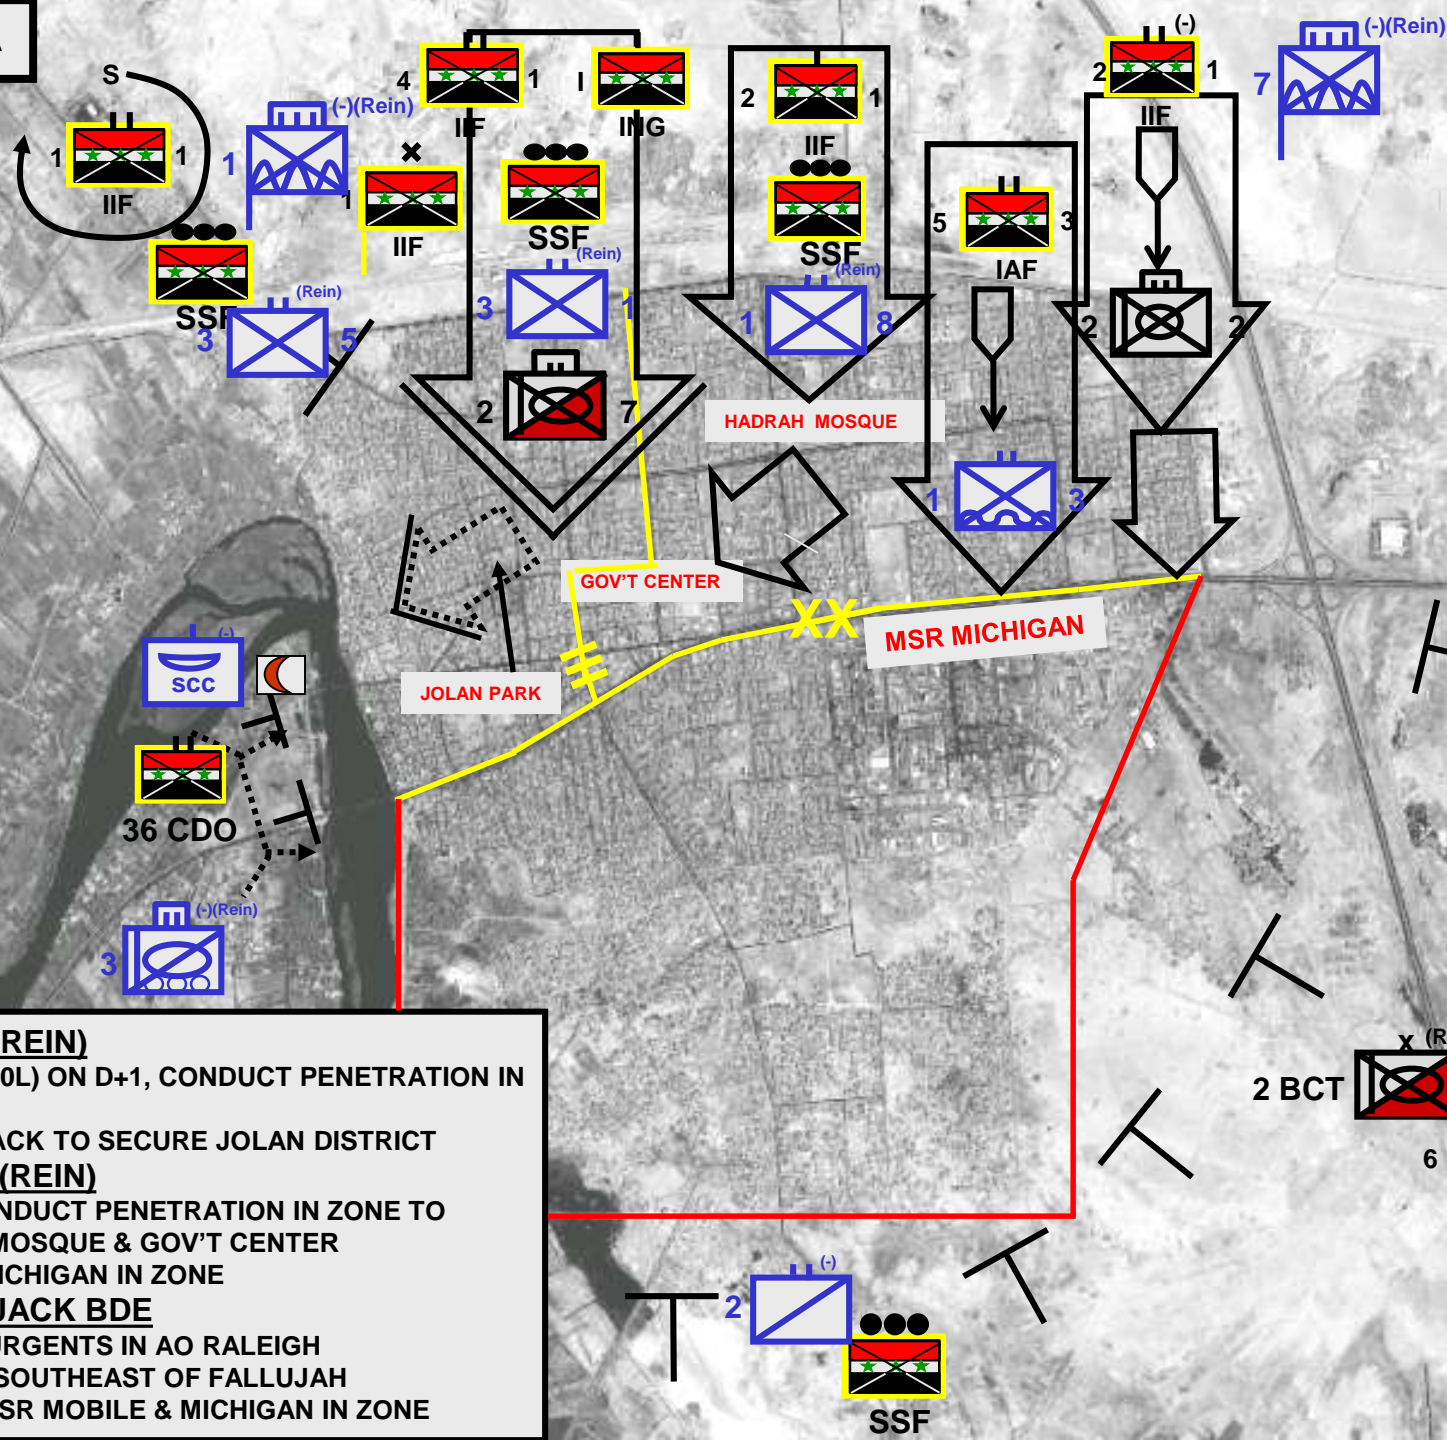 A
S
1 1
IIF
SSF
1 (-)(Rein)
1
IIF
3 5 (Rein)
4 1
IIF
I
ING
SSF
3 1 (Rein)
2 7
2 1
IIF
SSF
1 8 (Rein)
HADRAH MOSQUE
5 3
IAF
1 3
2 1 (-)
IIF
2 2
7 (-)(Rein)
GOV'T CENTER
JOLAN PARK
XX
MSR MICHIGAN
(-)
SCC
36 CDO
3 (-)(Rein)
X (R
2 BCT
6
REIN)
0L) ON D+1, CONDUCT PENETRATION IN
ACK TO SECURE JOLAN DISTRICT
(REIN)
NDUCT PENETRATION IN ZONE TO
MOSQUE & GOV'T CENTER
ICHIGAN IN ZONE
JACK BDE
URGENTS IN AO RALEIGH
SOUTHEAST OF FALLUJAH
SR MOBILE & MICHIGAN IN ZONE
2 (-)
SSF